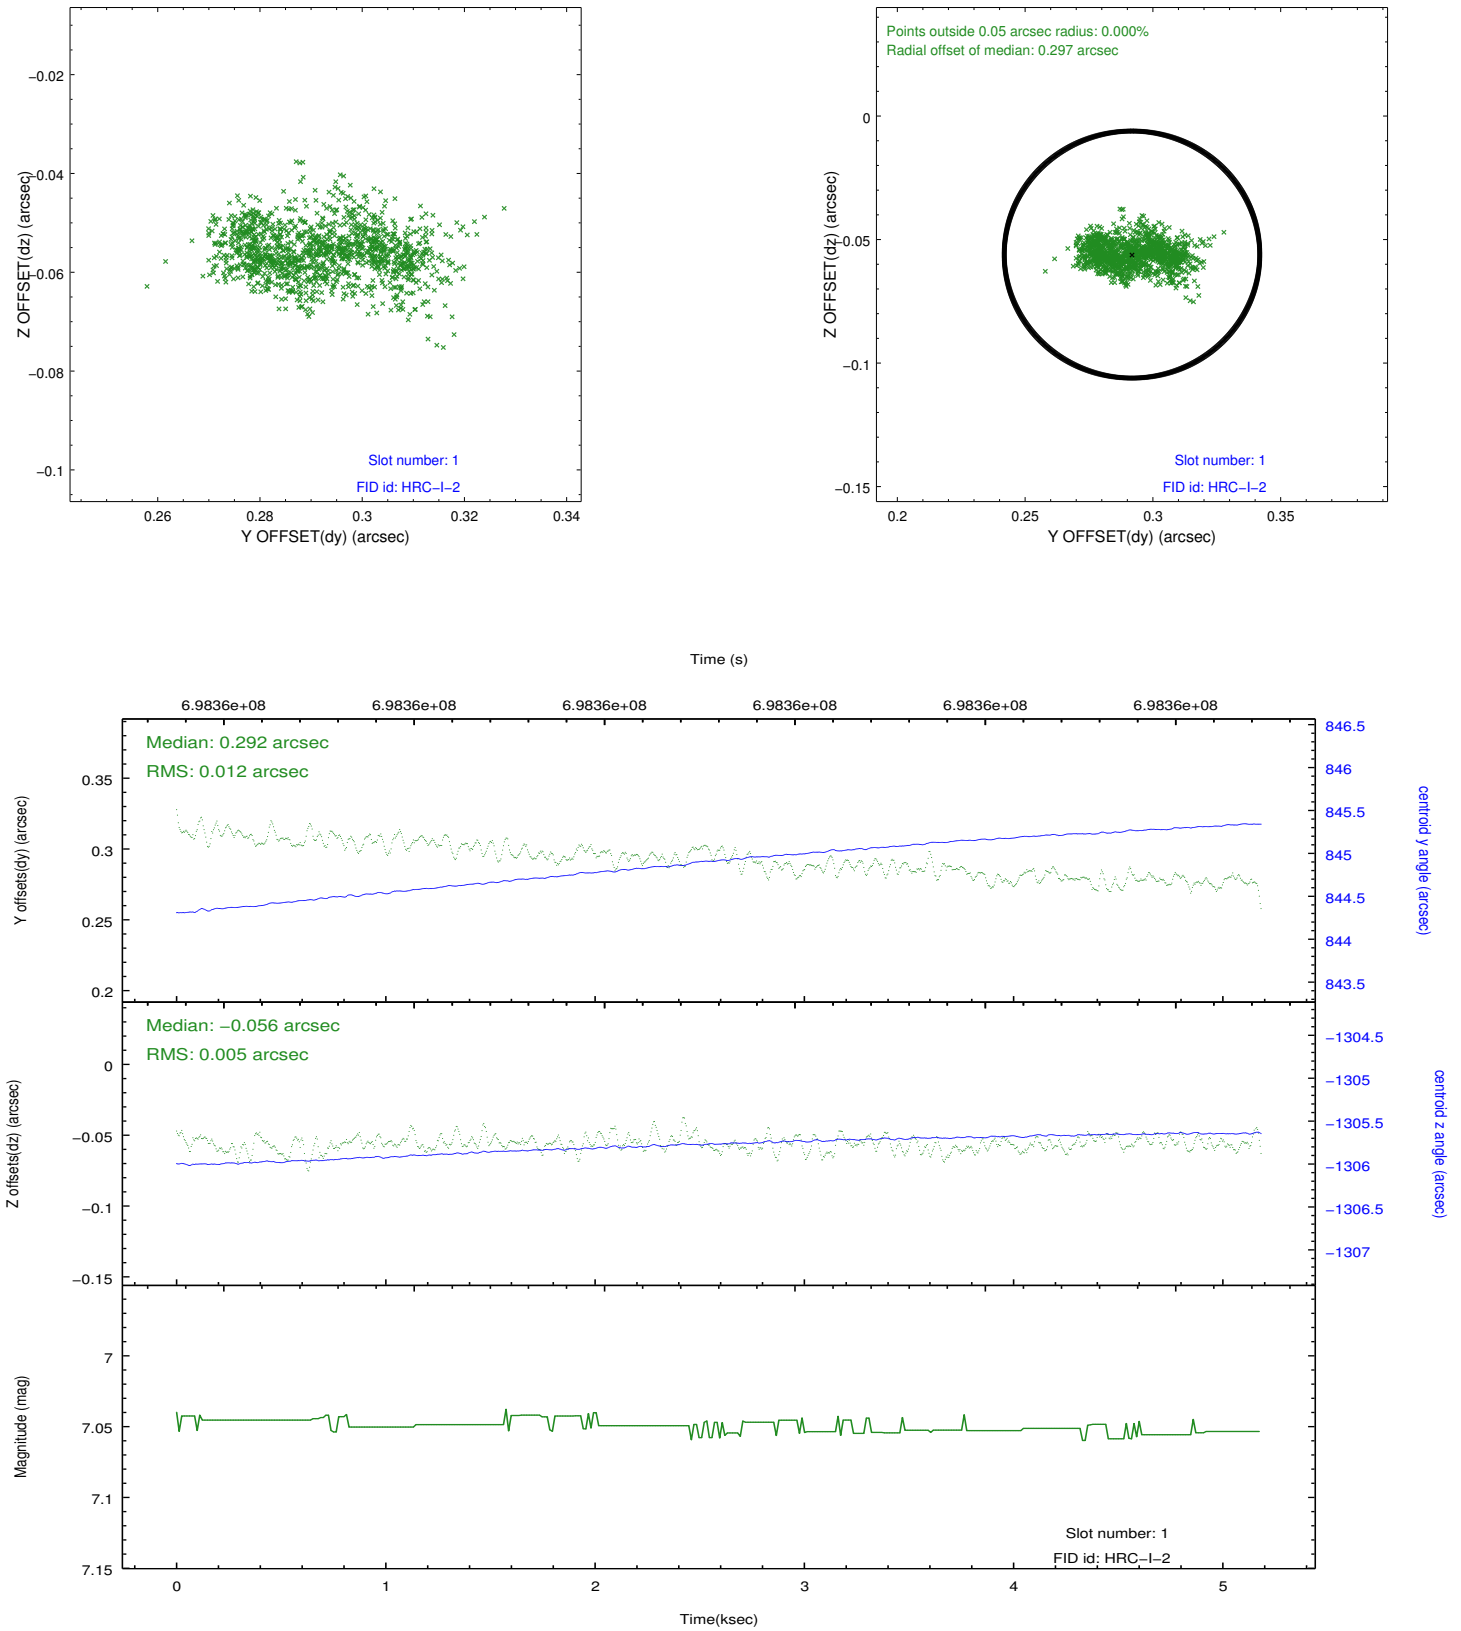 −0.02
−0.04
−0.06
−0.08
−0.1
Z OFFSET(dz) (arcsec)
Slot number: 1
FID id: HRC−I−2
0.26
0.28
0.3
0.32
0.34
Y OFFSET(dy) (arcsec)
Points outside 0.05 arcsec radius: 0.000%
Radial offset of median: 0.297 arcsec
0
−0.05
−0.1
−0.15
Z OFFSET(dz) (arcsec)
Slot number: 1
FID id: HRC−I−2
0.2
0.25
0.3
0.35
Y OFFSET(dy) (arcsec)
Time (s)
6.9836e+08
6.9836e+08
6.9836e+08
6.9836e+08
6.9836e+08
6.9836e+08
Median: 0.292 arcsec
RMS: 0.012 arcsec
0.35
0.3
0.25
0.2
Y offsets(dy) (arcsec)
846.5
846
845.5
845
844.5
844
843.5
centroid y angle (arcsec)
Median: −0.056 arcsec
RMS: 0.005 arcsec
0
−0.05
−0.1
−0.15
Z offsets(dz) (arcsec)
−1304.5
−1305
−1305.5
−1306
−1306.5
−1307
centroid z angle (arcsec)
7
7.05
7.1
7.15
Magnitude (mag)
Slot number: 1
FID id: HRC−I−2
0
1
2
3
4
5
Time(ksec)